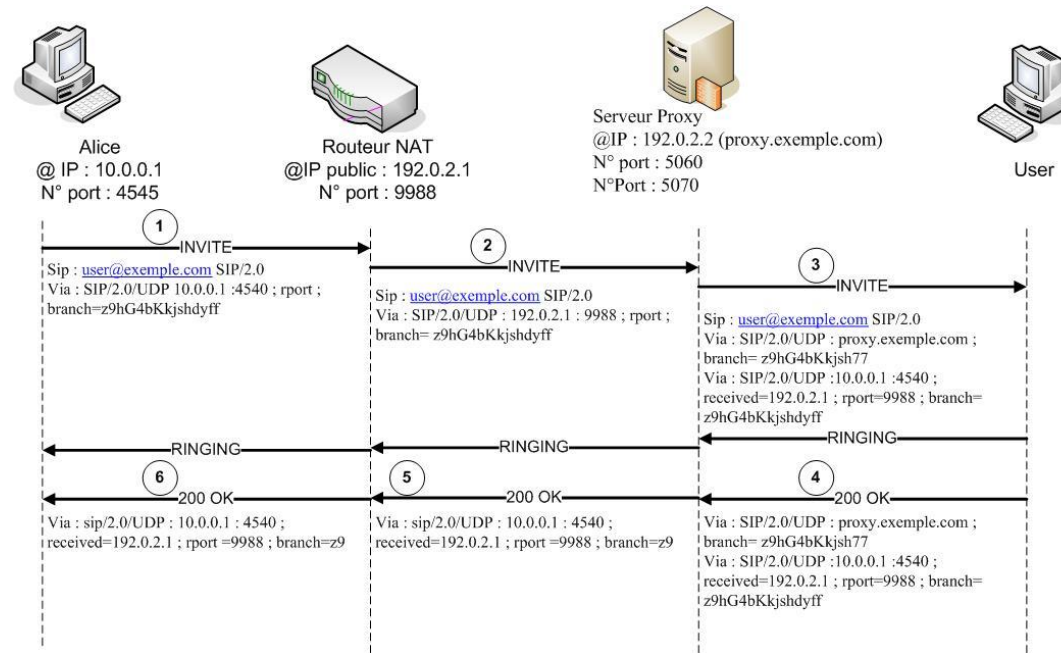 Alice
@ IP : 10.0.0.1
N° port : 4545
Routeur NAT
@IP public : 192.0.2.1
N° port : 9988
Serveur Proxy
@IP : 192.0.2.2 (proxy.exemple.com)
N° port : 5060
N°Port : 5070
User
1
INVITE
Sip : user@exemple.com SIP/2.0
Via : SIP/2.0/UDP 10.0.0.1 :4540 ; rport ;
branch=z9hG4bKkjshdyff
2
INVITE
Sip : user@exemple.com SIP/2.0
Via : SIP/2.0/UDP : 192.0.2.1 : 9988 ; rport ;
branch= z9hG4bKkjshdyff
3
INVITE
Sip : user@exemple.com SIP/2.0
Via : SIP/2.0/UDP : proxy.exemple.com ;
branch= z9hG4bKkjsh77
Via : SIP/2.0/UDP :10.0.0.1 :4540 ;
received=192.0.2.1 ; rport=9988 ; branch=
z9hG4bKkjshdyff
RINGING
RINGING
RINGING
6
200 OK
Via : sip/2.0/UDP : 10.0.0.1 : 4540 ;
received=192.0.2.1 ; rport =9988 ; branch=z9
5
200 OK
Via : sip/2.0/UDP : 10.0.0.1 : 4540 ;
received=192.0.2.1 ; rport =9988 ; branch=z9
4
200 OK
Via : SIP/2.0/UDP : proxy.exemple.com ;
branch= z9hG4bKkjsh77
Via : SIP/2.0/UDP :10.0.0.1 :4540 ;
received=192.0.2.1 ; rport=9988 ; branch=
z9hG4bKkjshdyff